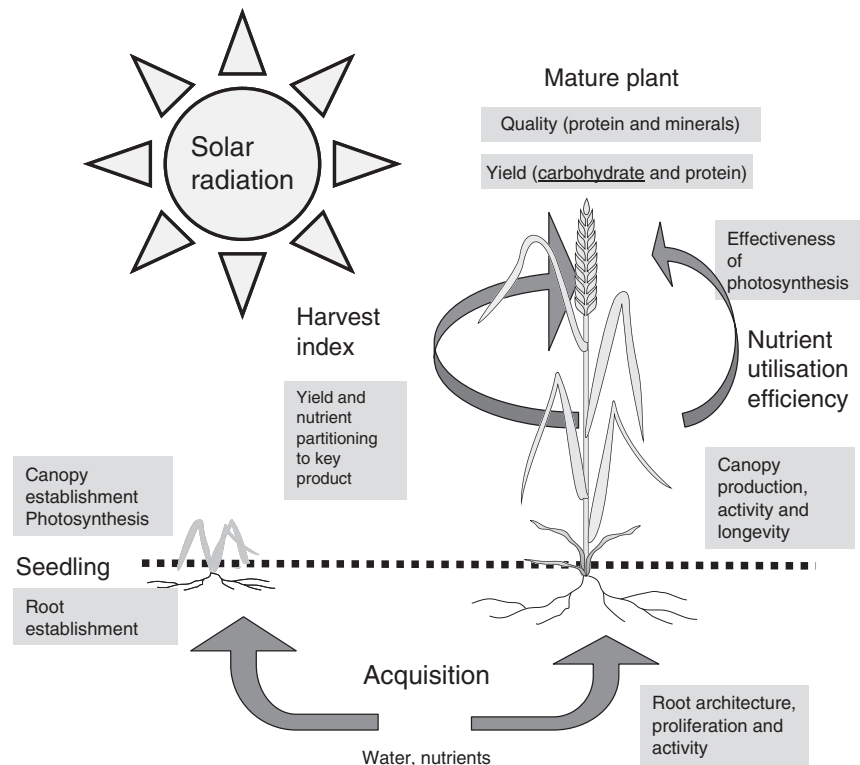 Solar
radiation
Mature plant
Quality (protein and minerals)
Yield (carbohydrate and protein)
Effectiveness
of
photosynthesis
Harvest
index
Nutrient
utilisation
efficiency
Yield and
nutrient
partitioning
to key
product
Canopy
establishment
Photosynthesis
Canopy
production,
activity and
longevity
Seedling
Root
establishment
Acquisition
Root architecture,
proliferation and
activity
Water, nutrients